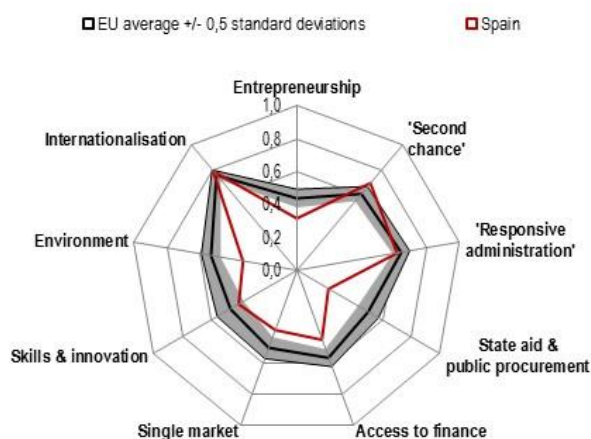 EU average +/- 0,5 standard deviations
Spain
Entrepreneurship
1,0
0,8
0,6
0,4
0,2
0,0
'Second
chance'
'Responsive
administration'
State aid &
public procurement
Access to finance
Single market
Skills & innovation
Environment
Internationalisation